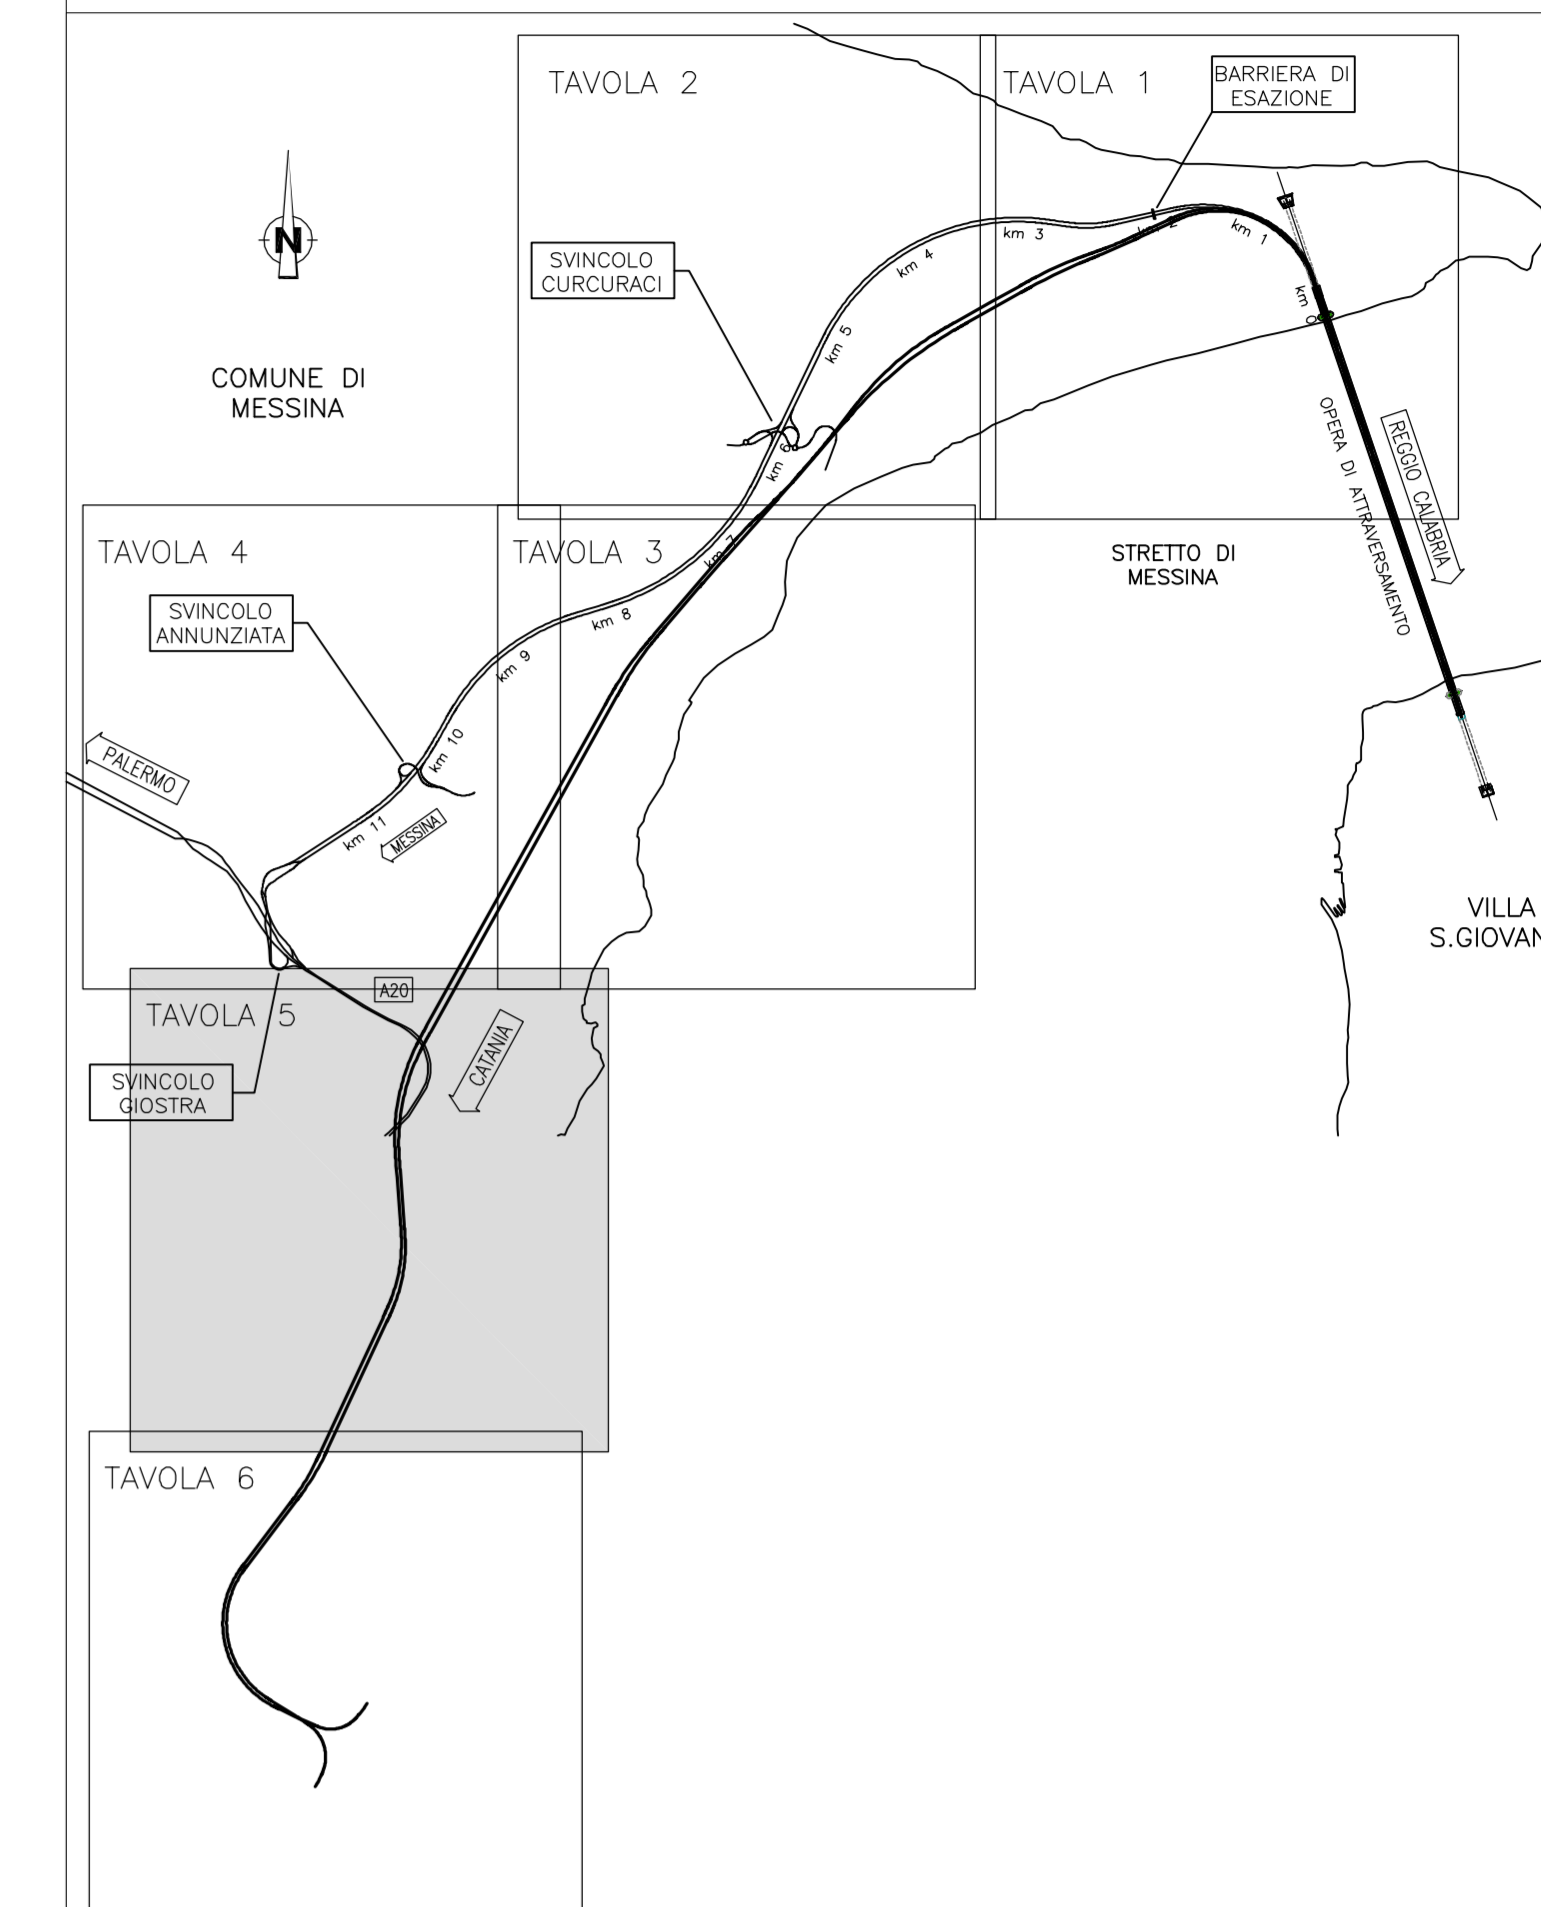 TAVOLA 2
TAVOLA 1
BARRIERA DI
ESAZIONE
N
SVINCOLO
CURCURACI
COMUNE DI
MESSINA
km 0
km 1
km 2
km 3
km 4
km 5
km 6
km 7
km 8
km 9
km 10
km 11
OPERA DI ATTRAVERSAMENTO
REGGIO CALABRIA
STRETTO DI
MESSINA
TAVOLA 4
TAVOLA 3
SVINCOLO
ANNUNZIATA
PALERMO
MESSINA
VILLA
S.GIOVAN
A20
TAVOLA 5
CATANIA
SVINCOLO
GIOSTRA
TAVOLA 6